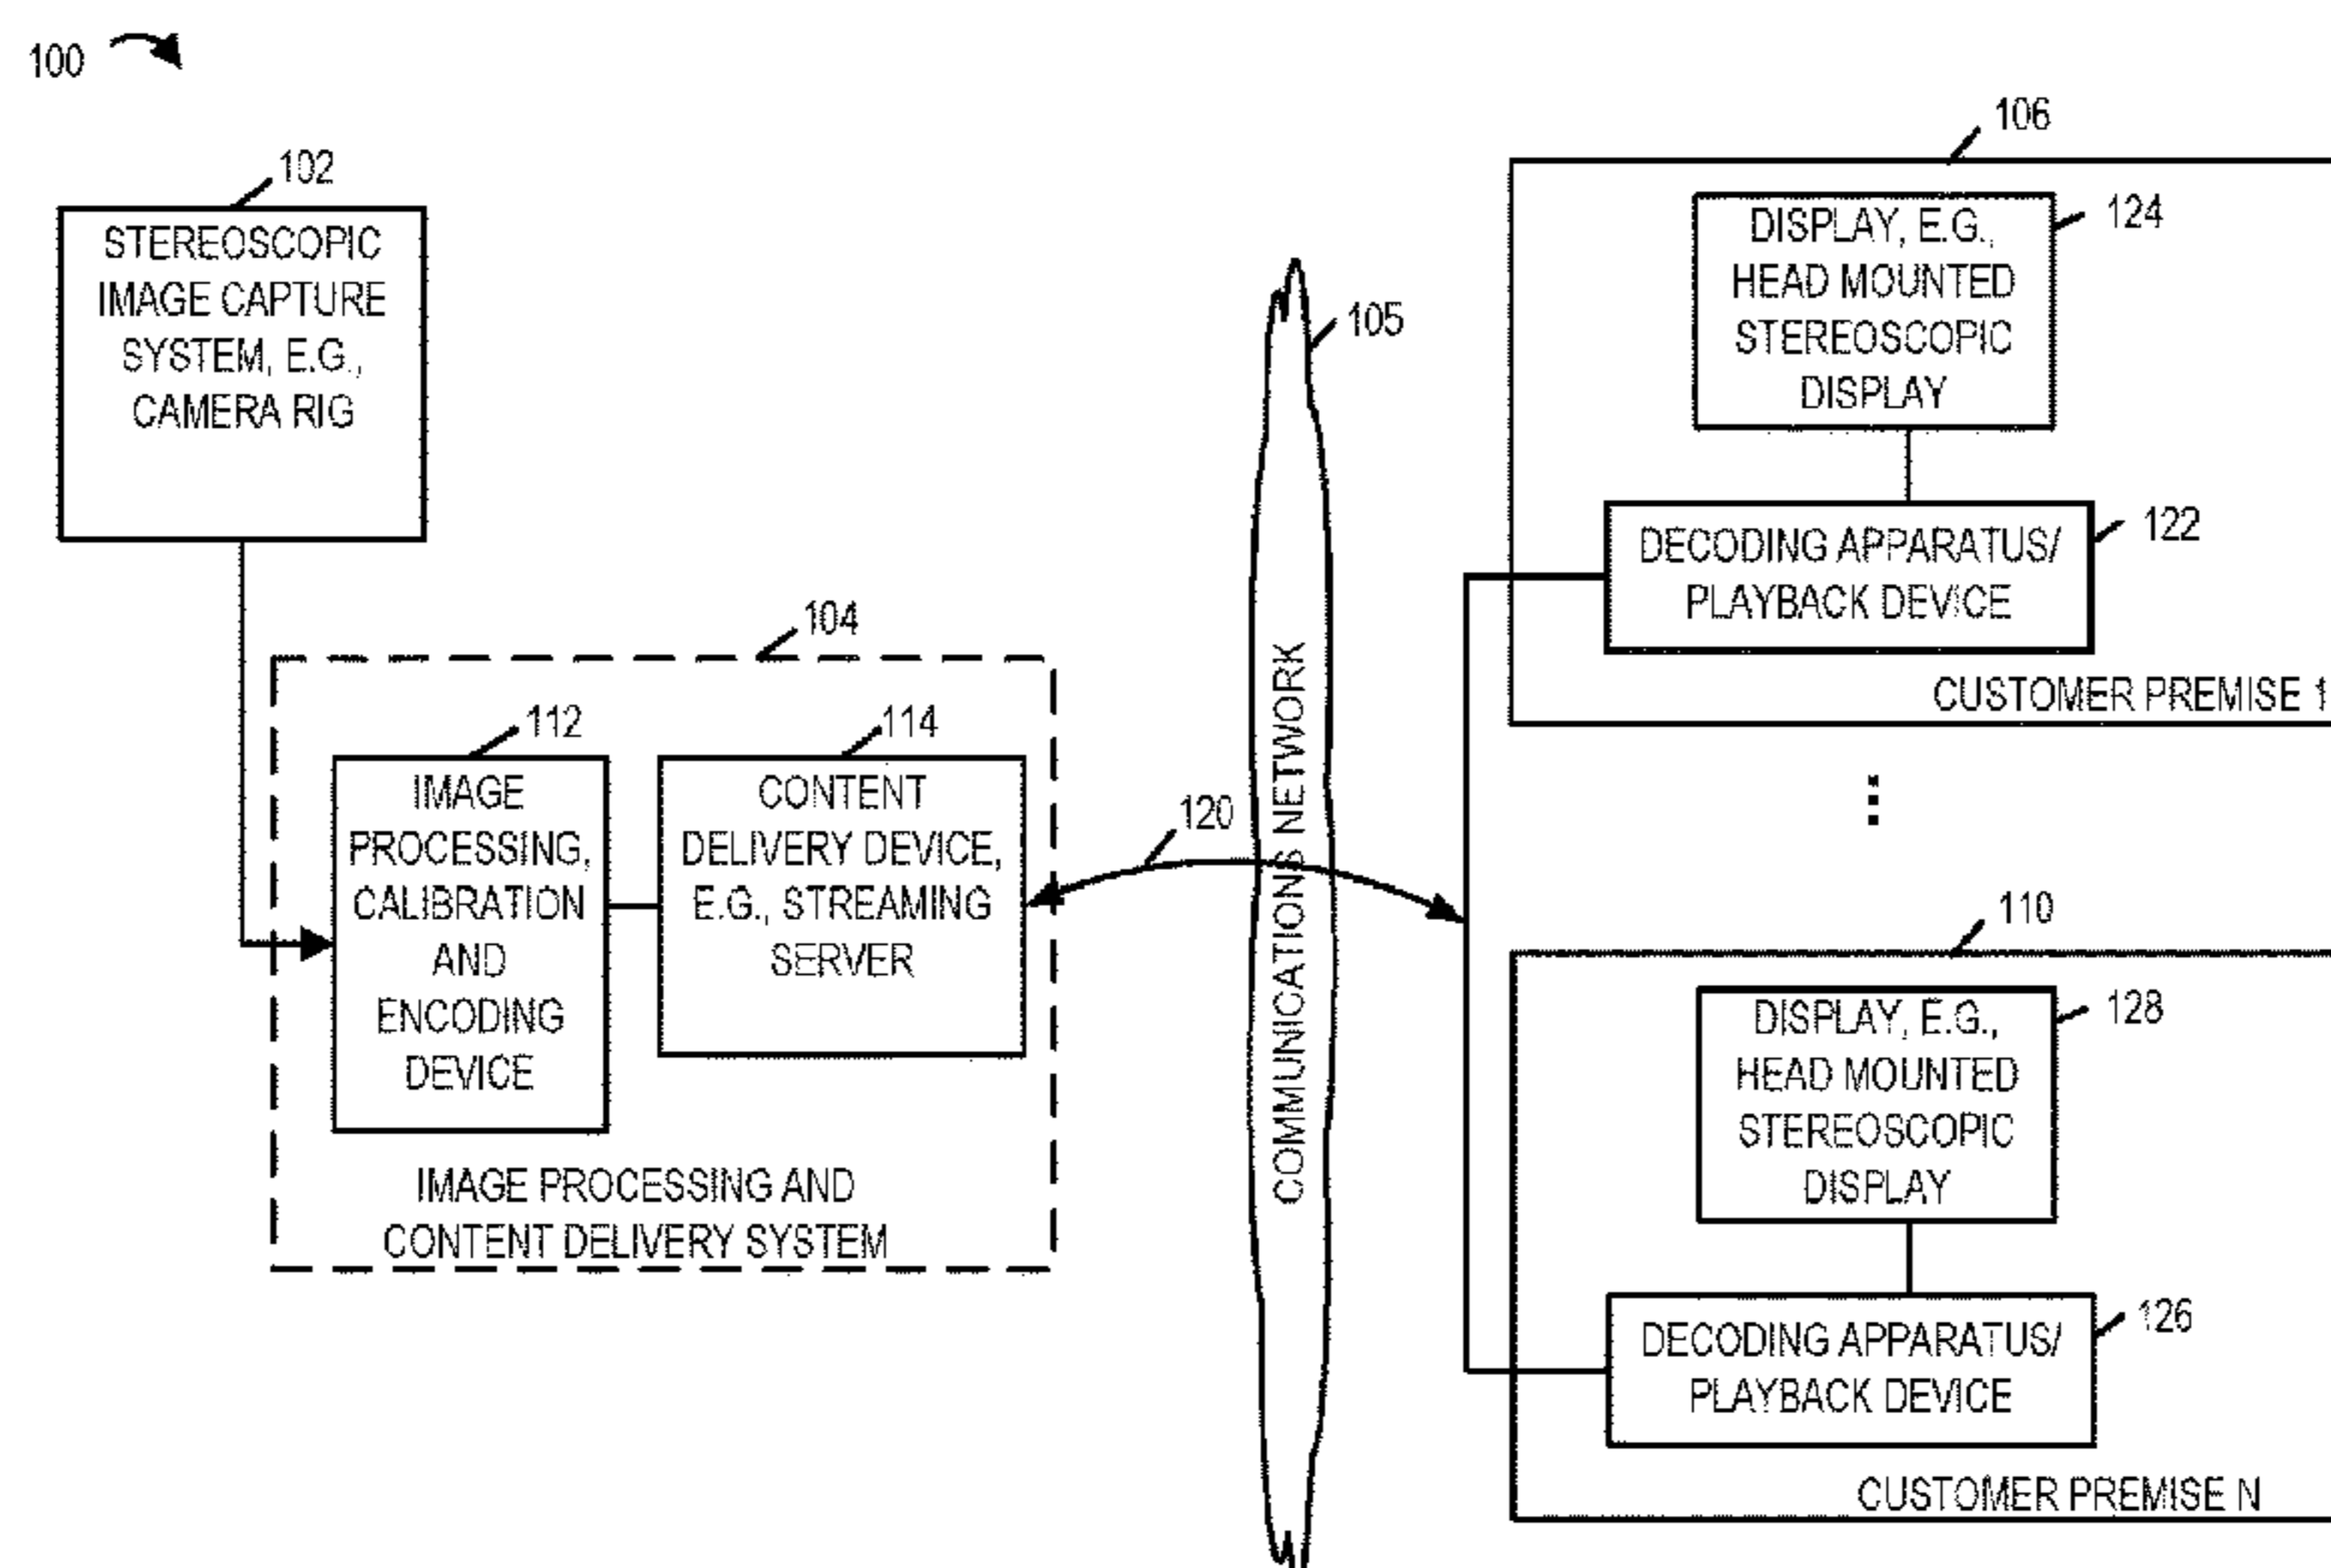 100
102
STEREOSCOPIC
IMAGE CAPTURE
SYSTEM, E.G.,
CAMERA RIG
104
112
IMAGE
PROCESSING,
CALIBRATION
AND
ENCODING
DEVICE
114
CONTENT
DELIVERY DEVICE,
E.G., STREAMING
SERVER
IMAGE PROCESSING AND
CONTENT DELIVERY SYSTEM
120
105
COMMUNICATIONS NETWORK
106
124
DISPLAY, E.G.,
HEAD MOUNTED
STEREOSCOPIC
DISPLAY
122
DECODING APPARATUS/
PLAYBACK DEVICE
CUSTOMER PREMISE 1
110
128
DISPLAY, E.G.,
HEAD MOUNTED
STEREOSCOPIC
DISPLAY
126
DECODING APPARATUS/
PLAYBACK DEVICE
CUSTOMER PREMISE N